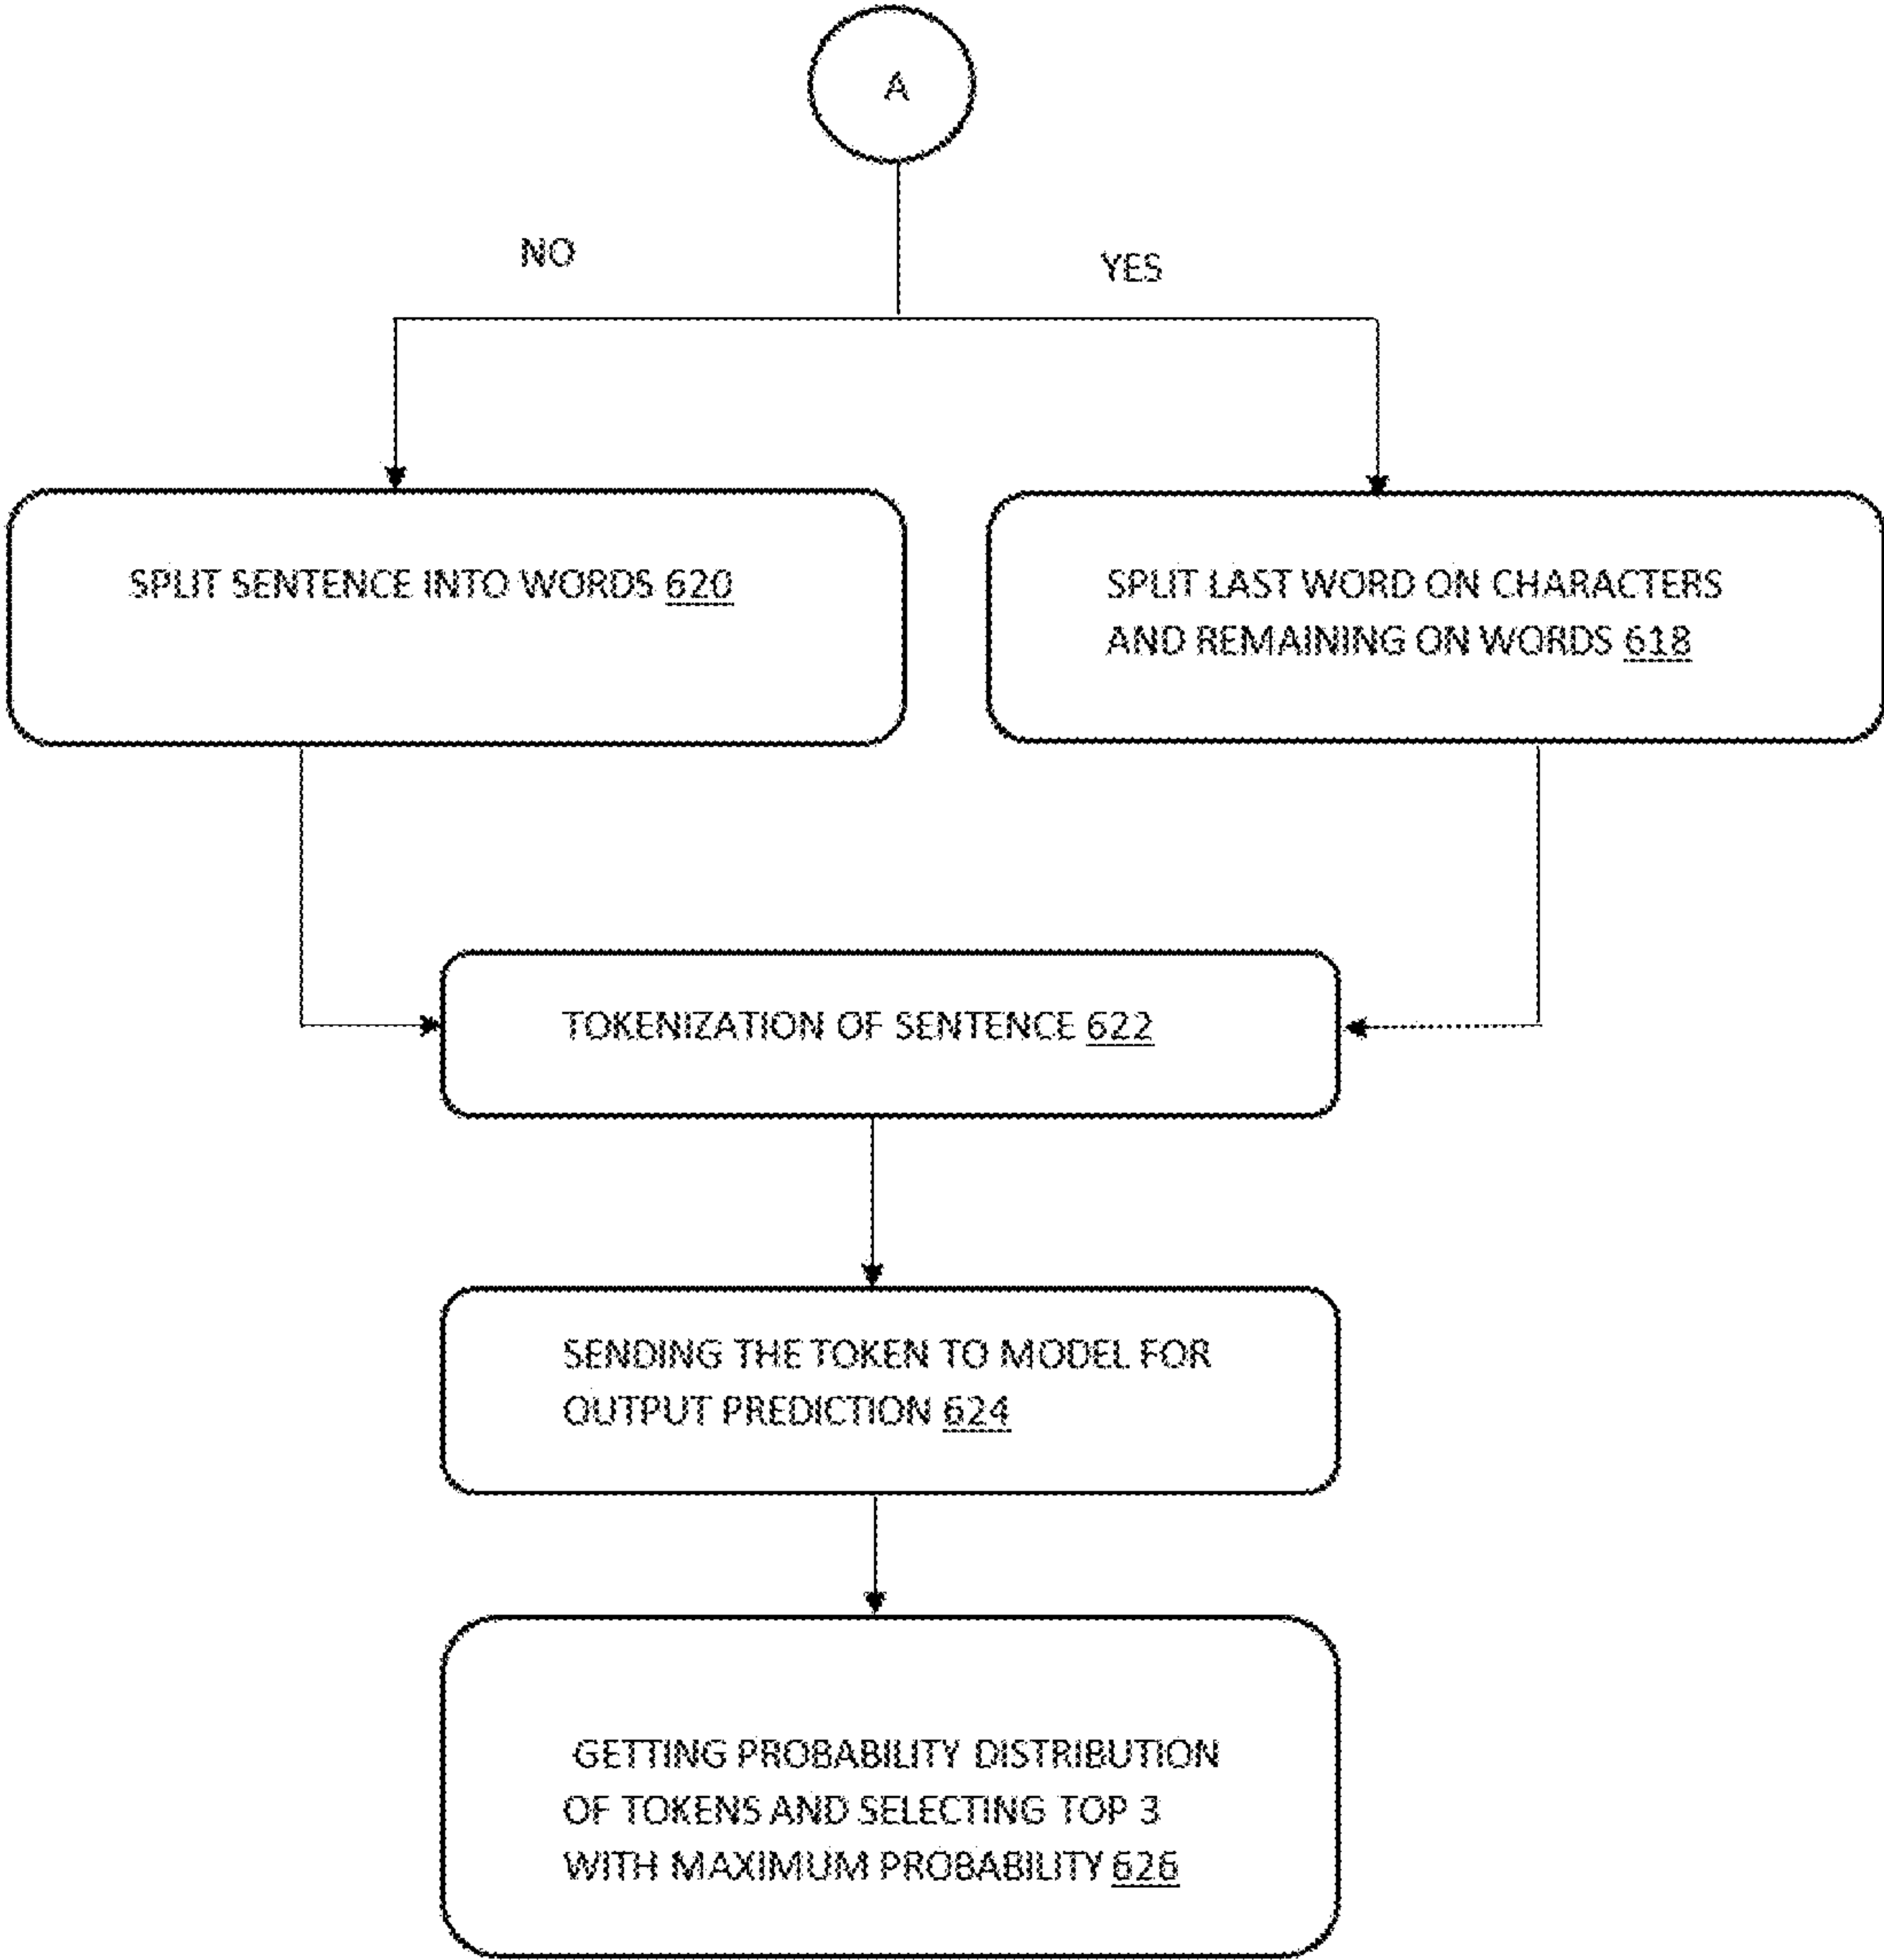 A
NO
YES
SPLIT SENTENCE INTO WORDS 620
SPLIT LAST WORD ON CHARACTERS
AND REMAINING ON WORDS 618
TOKENIZATION OF SENTENCE 622
SENDING THE TOKEN TO MODEL FOR
OUTPUT PREDICTION 624
GETTING PROBABILITY DISTRIBUTION
OF TOKENS AND SELECTING TOP 3
WITH MAXIMUM PROBABILITY 626